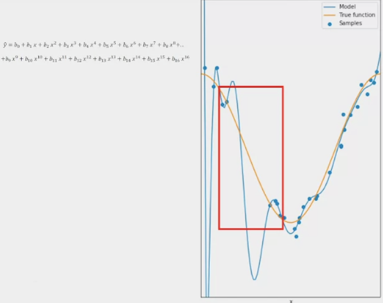 ŷ = b₀ + b₁ x + b₂ x² + b₃ x³ + b₄ x⁴ + b₅ x⁵ + b₆ x⁶ + b₇ x⁷ + b₈ x⁸ + ..
+b₉ x⁹ + b₁₀ x¹⁰ + b₁₁ x¹¹ + b₁₂ x¹² + b₁₃ x¹³ + b₁₄ x¹⁴ + b₁₅ x¹⁵ + b₁₆ x¹⁶
Model
True function
Samples
x